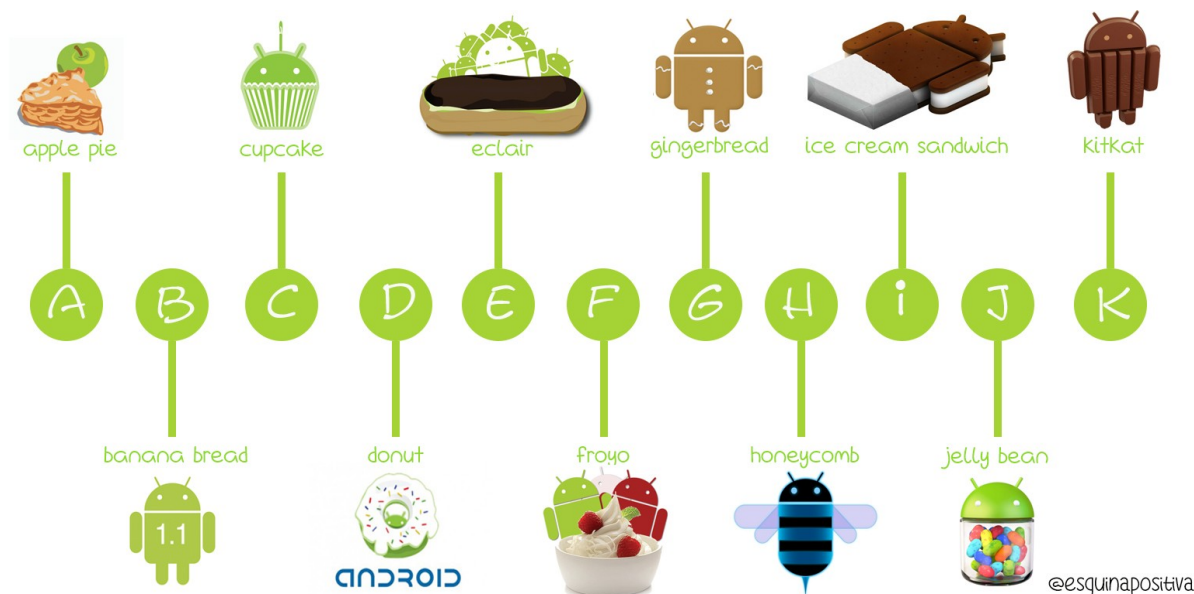 apple pie
cupcake
eclair
gingerbread
ice cream sandwich
kitkat
A
B
C
D
E
F
G
H
i
J
K
banana bread
donut
froyo
honeycomb
jelly bean
1.1
ANDROID
@esquinapositiva